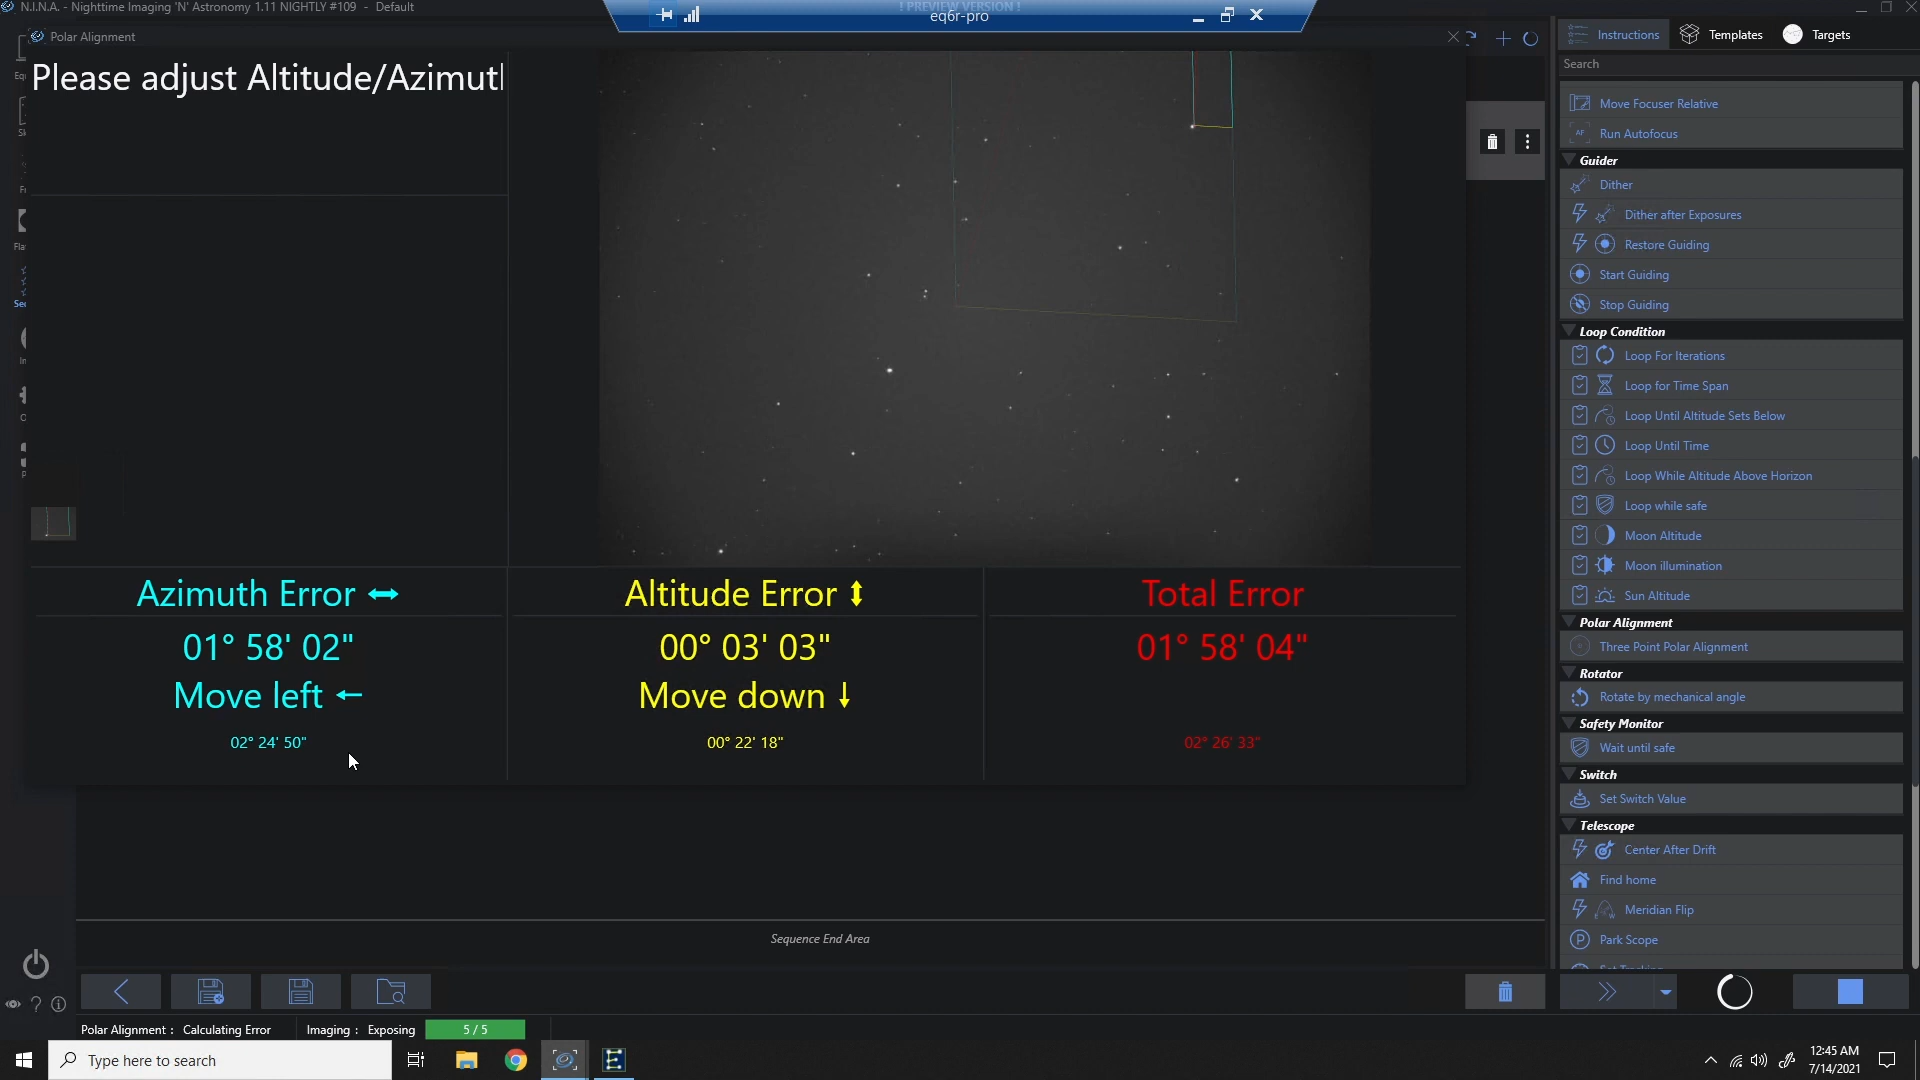 N.I.N.A. - Nighttime Imaging 'N' Astronomy 1.11 NIGHTLY #109 - Default
! PREVIEW VERSION !
eq6r-pro
Polar Alignment
Please adjust Altitude/Azimuth
Azimuth Error
01° 58' 02"
Move left ←
02° 24' 50"
Altitude Error
00° 03' 03"
Move down ↓
00° 22' 18"
Total Error
01° 58' 04"
02° 26' 33"
Sequence End Area
Polar Alignment : Calculating Error
Imaging : Exposing
5 / 5
Instructions
Templates
Targets
Search
Move Focuser Relative
AF Run Autofocus
Guider
Dither
Dither after Exposures
Restore Guiding
Start Guiding
Stop Guiding
Loop Condition
Loop For Iterations
Loop for Time Span
Loop Until Altitude Sets Below
Loop Until Time
Loop While Altitude Above Horizon
Loop while safe
Moon Altitude
Moon illumination
Sun Altitude
Polar Alignment
Three Point Polar Alignment
Rotator
Rotate by mechanical angle
Safety Monitor
Wait until safe
Switch
Set Switch Value
Telescope
Center After Drift
Find home
Meridian Flip
Park Scope
Set Tracking
Type here to search
12:45 AM
7/14/2021